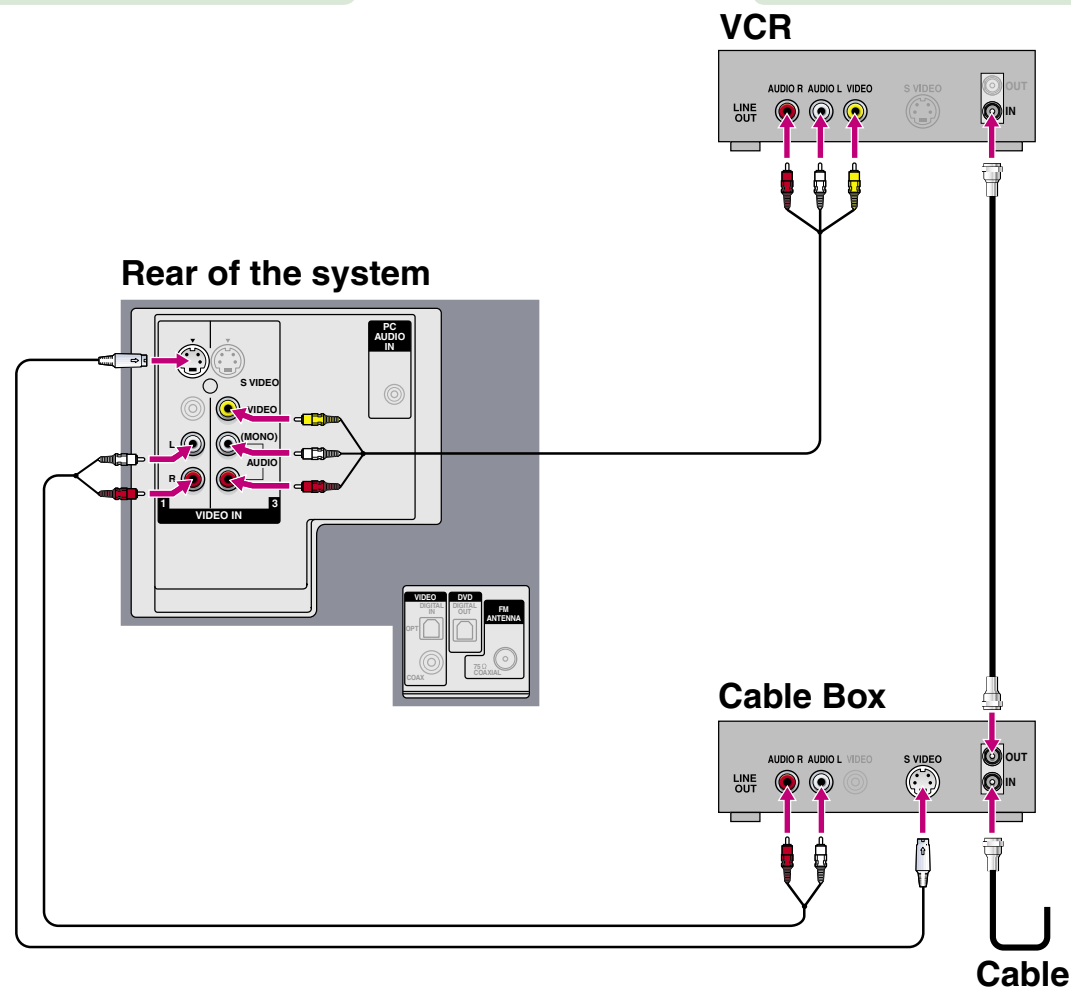 VCR
AUDIO R AUDIO L VIDEO
S VIDEO
OUT
LINE
OUT
IN
Rear of the system
PC
AUDIO
IN
S VIDEO
VIDEO
L
(MONO)
AUDIO
R
1
3
VIDEO IN
VIDEO
DIGITAL
IN
OPT
COAX
DVD
DIGITAL
OUT
FM
ANTENNA
75 Ω
COAXIAL
Cable Box
AUDIO R AUDIO L VIDEO
S VIDEO
OUT
LINE
OUT
IN
Cable